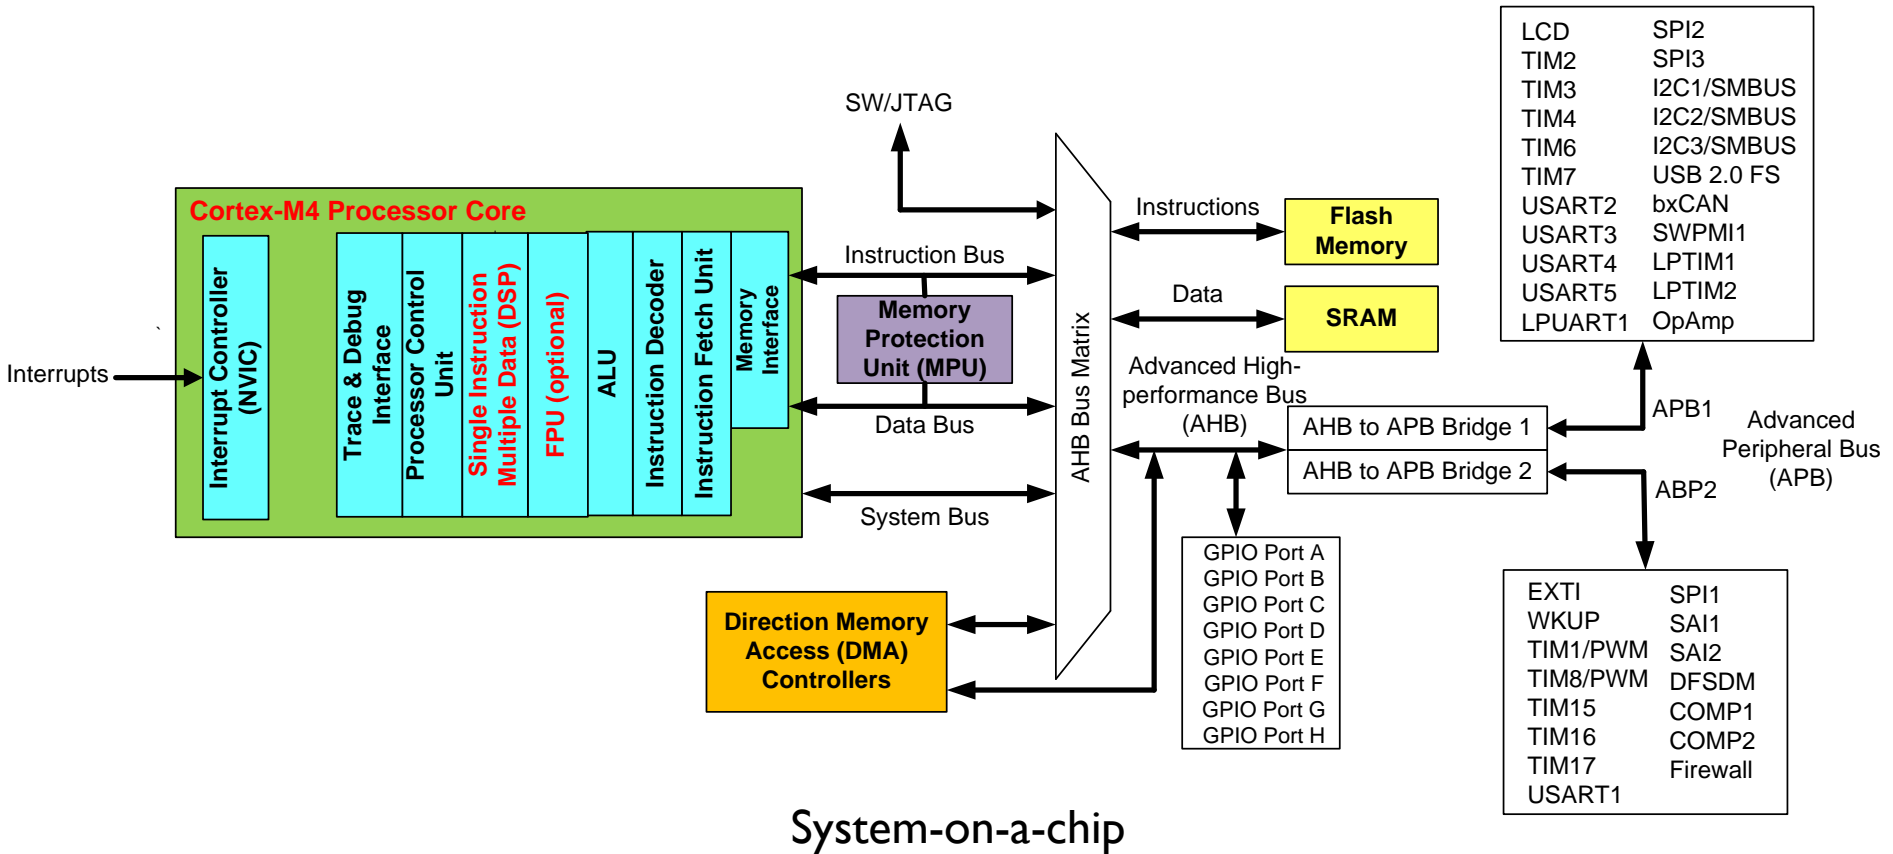 LCD
TIM2
TIM3
TIM4
TIM6
TIM7
USART2
USART3
USART4
USART5
LPUART1
SPI2
SPI3
I2C1/SMBUS
I2C2/SMBUS
I2C3/SMBUS
USB 2.0 FS
bxCAN
SWPMI1
LPTIM1
LPTIM2
OpAmp
SW/JTAG
Cortex-M4 Processor Core
Interrupts
Interrupt Controller
(NVIC)
Trace & Debug
Interface
Processor Control
Unit
Single Instruction
Multiple Data (DSP)
FPU (optional)
ALU
Instruction Decoder
Instruction Fetch Unit
Memory
Interface
Instruction Bus
Memory
Protection
Unit (MPU)
Data Bus
System Bus
AHB Bus Matrix
Instructions
Flash
Memory
Data
SRAM
Advanced High-
performance Bus
(AHB)
AHB to APB Bridge 1
AHB to APB Bridge 2
APB1
ABP2
Advanced
Peripheral Bus
(APB)
Direction Memory
Access (DMA)
Controllers
GPIO Port A
GPIO Port B
GPIO Port C
GPIO Port D
GPIO Port E
GPIO Port F
GPIO Port G
GPIO Port H
EXTI
WKUP
TIM1/PWM
TIM8/PWM
TIM15
TIM16
TIM17
USART1
SPI1
SAI1
SAI2
DFSDM
COMP1
COMP2
Firewall
System-on-a-chip